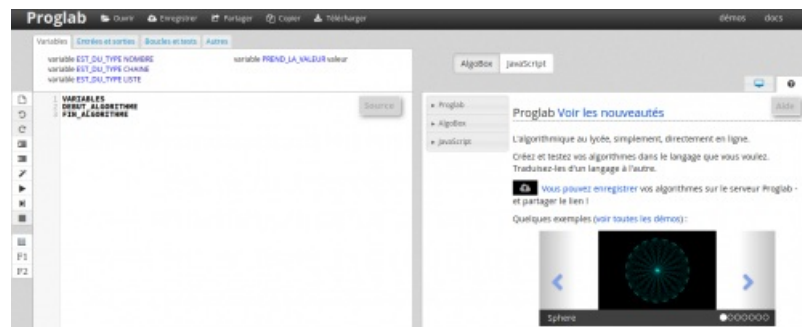 Proglab Ouvrir Enregistrer Partager Copier Télécharger démos docs
Variables Entrées et sorties Boucles et tests Autres
variable EST_DU_TYPE NOMBRE variable PREND_LA_VALEUR valeur
variable EST_DU_TYPE CHAINE
variable EST_DU_TYPE LISTE
AlgoBox JavaScript
1 VARIABLES
2 DEBUT_ALGORITHME
3 FIN_ALGORITHME
Source
P1
P2
Proglab
AlgoBox
JavaScript
Aide
Proglab Voir les nouveautés
L'algorithmique au lycée, simplement, directement en ligne.
Créez et testez vos algorithmes dans le langage que vous voulez.
Traduisez-les d'un langage à l'autre.
Vous pouvez enregistrer vos algorithmes sur le serveur Proglab -
et partager le lien !
Quelques exemples (voir toutes les démos) :
Sphere